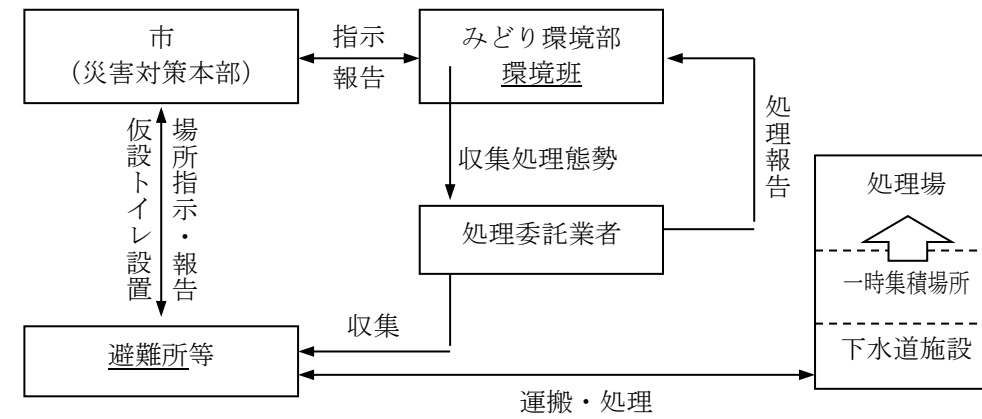 市
（災害対策本部）
指示
報告
みどり環境部
環境班
仮設トイレ設置
場所指示・報告
収集処理態勢
処理報告
処理委託業者
処理場
一時集積場所
下水道施設
収集
避難所等
運搬・処理